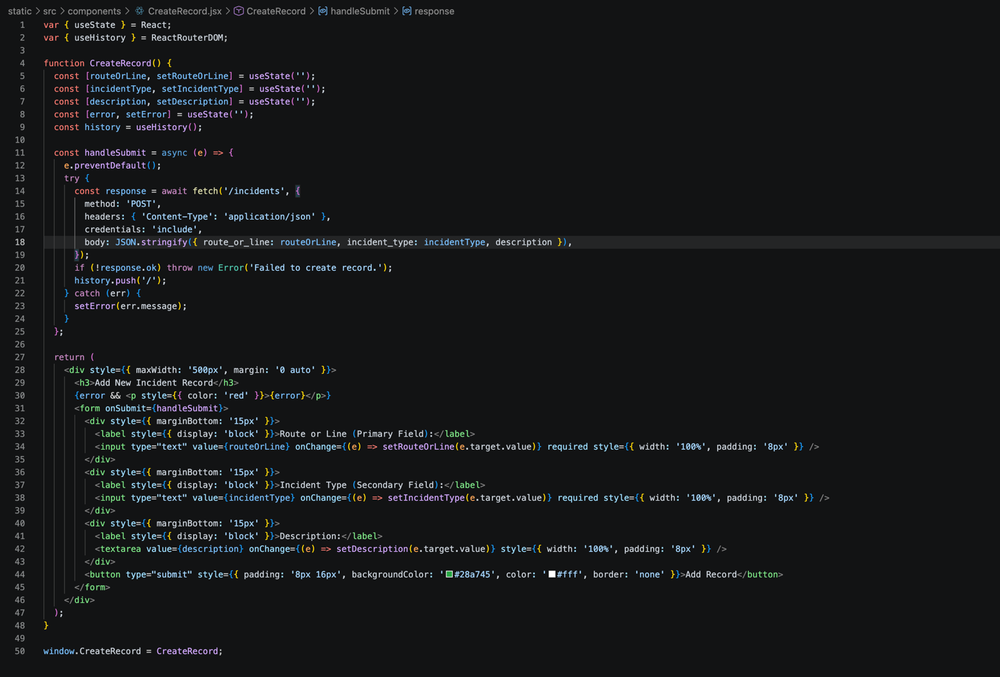 static > src > components > CreateRecord.jsx > CreateRecord > handleSubmit > response
1 var { useState } = React;
2 var { useHistory } = ReactRouterDOM;
3
4 function CreateRecord() {
5   const [routeOrLine, setRouteOrLine] = useState('');
6   const [incidentType, setIncidentType] = useState('');
7   const [description, setDescription] = useState('');
8   const [error, setError] = useState('');
9   const history = useHistory();
10
11   const handleSubmit = async (e) => {
12     e.preventDefault();
13     try {
14       const response = await fetch('/incidents', {
15         method: 'POST',
16         headers: { 'Content-Type': 'application/json' },
17         credentials: 'include',
18         body: JSON.stringify({ route_or_line: routeOrLine, incident_type: incidentType, description }),
19       });
20       if (!response.ok) throw new Error('Failed to create record.');
21       history.push('/');
22     } catch (err) {
23       setError(err.message);
24     }
25   };
26
27   return (
28     <div style={{ maxWidth: '500px', margin: '0 auto' }}>
29       <h3>Add New Incident Record</h3>
30       {error && <p style={{ color: 'red' }}>{error}</p>}
31       <form onSubmit={handleSubmit}>
32         <div style={{ marginBottom: '15px' }}>
33           <label style={{ display: 'block' }}>Route or Line (Primary Field):</label>
34           <input type="text" value={routeOrLine} onChange={(e) => setRouteOrLine(e.target.value)} required style={{ width: '100%', padding: '8px' }} />
35         </div>
36         <div style={{ marginBottom: '15px' }}>
37           <label style={{ display: 'block' }}>Incident Type (Secondary Field):</label>
38           <input type="text" value={incidentType} onChange={(e) => setIncidentType(e.target.value)} required style={{ width: '100%', padding: '8px' }} />
39         </div>
40         <div style={{ marginBottom: '15px' }}>
41           <label style={{ display: 'block' }}>Description:</label>
42           <textarea value={description} onChange={(e) => setDescription(e.target.value)} style={{ width: '100%', padding: '8px' }} />
43         </div>
44         <button type="submit" style={{ padding: '8px 16px', backgroundColor: '#28a745', color: '#fff', border: 'none' }}>Add Record</button>
45       </form>
46     </div>
47   );
48 }
49
50 window.CreateRecord = CreateRecord;